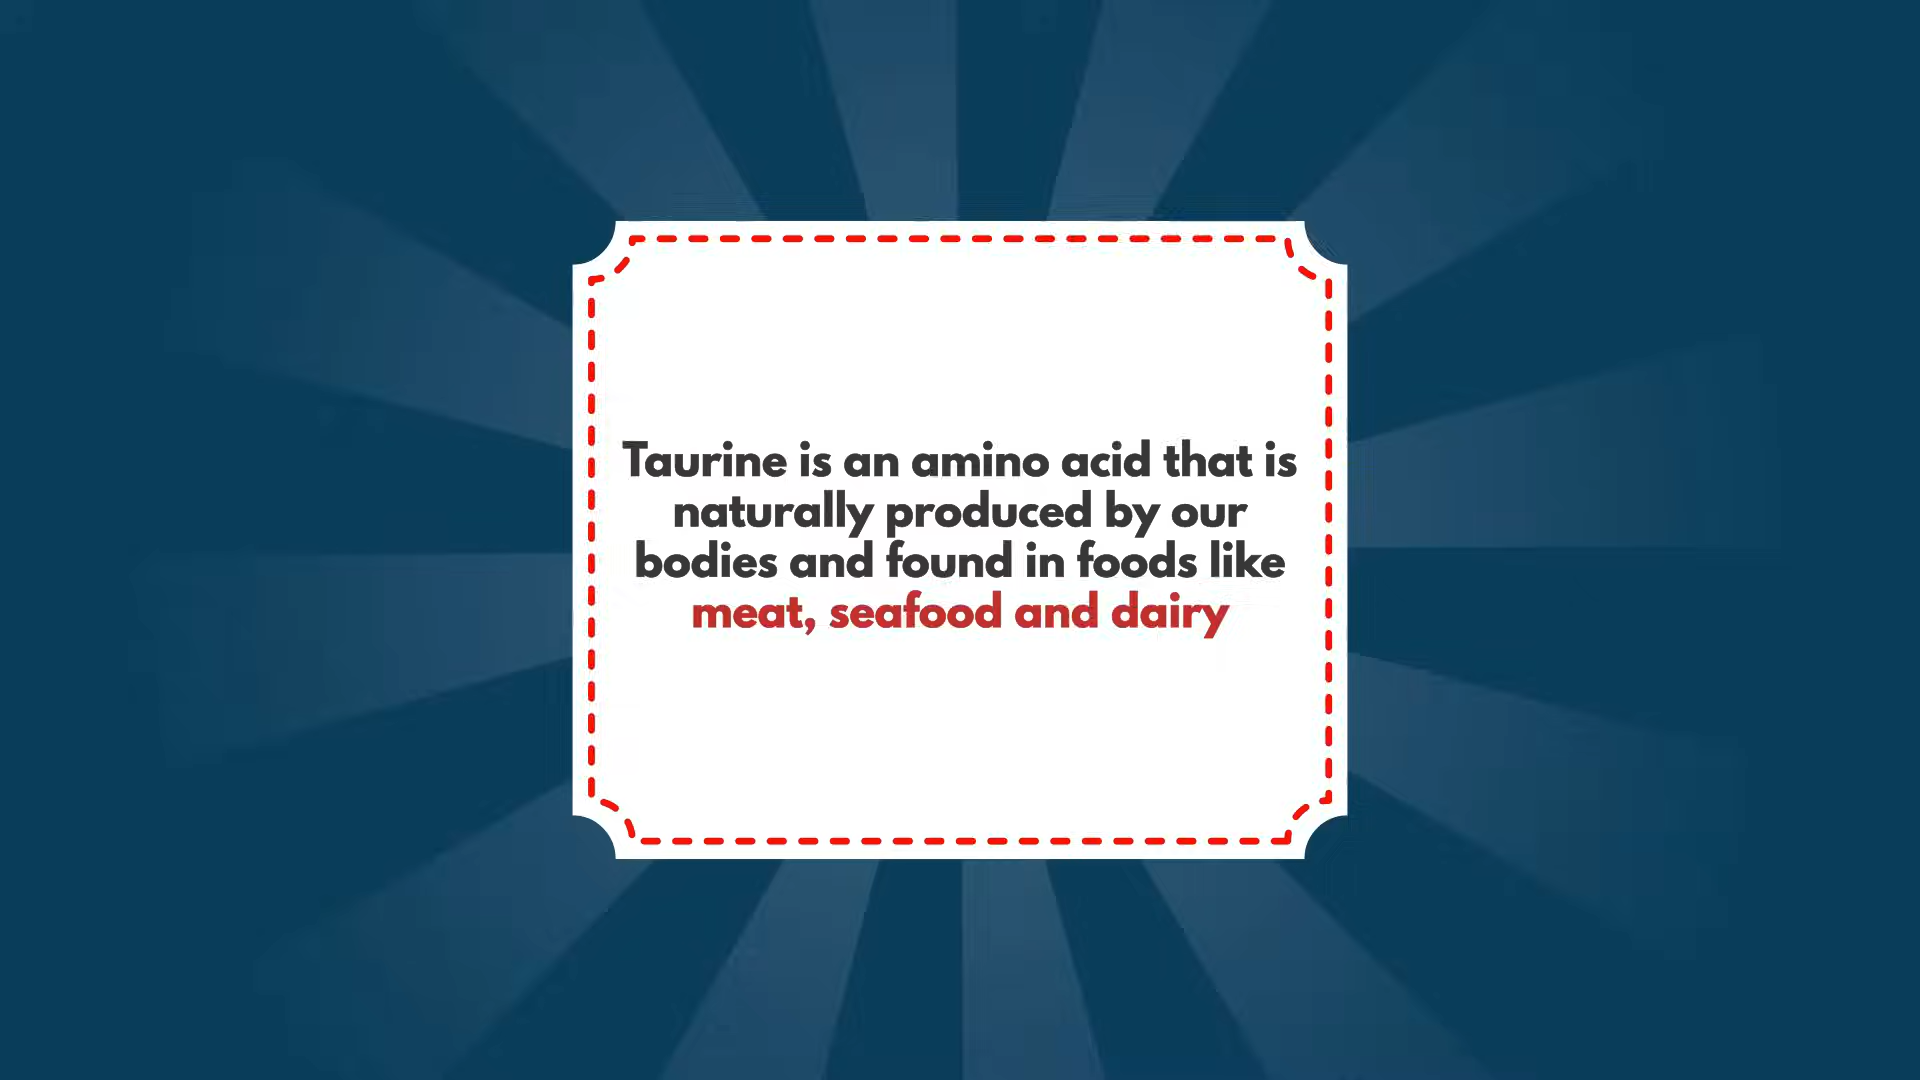 Taurine is an amino acid that is
naturally produced by our
bodies and found in foods like
meat, seafood and dairy